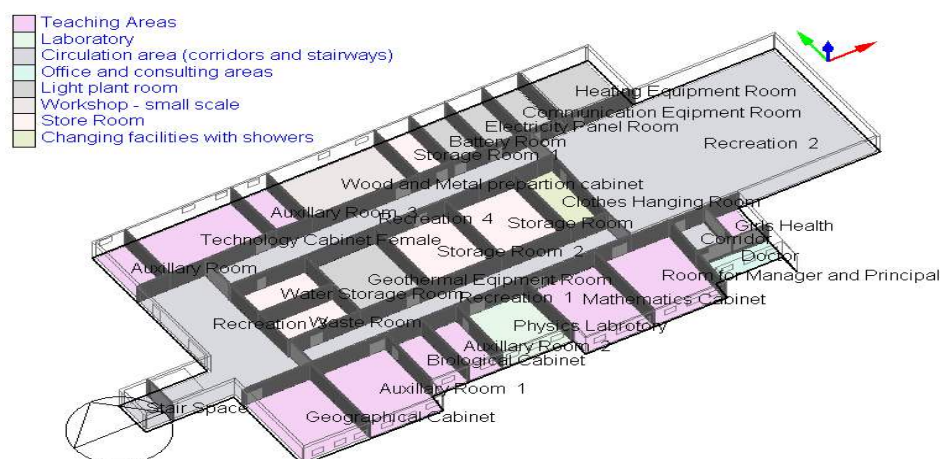 Teaching Areas
Laboratory
Circulation area (corridors and stairways)
Office and consulting areas
Light plant room
Workshop - small scale
Store Room
Changing facilities with showers
Heating Equipment Room
Communication Eqipment Room
Electricity Panel Room
Recreation 2
Battery Room
Storage Room 1
Wood and Metal prepartion cabinet
Clothes Hanging Room
Auxillary Room 3
Recreation 4
Storage Room
Girls Health
Technology Cabinet Female
Corridor
Storage Room 2
Doctor
Auxillary Room
Room for Manager and Principal
Geothermal Eqipment Room
Water Storage Room
Recreation 1
Mathematics Cabinet
Recreation 3
Waste Room
Physics Labrotory
Auxillary Room 2
Biological Cabinet
Auxillary Room 1
Stair Space
Geographical Cabinet